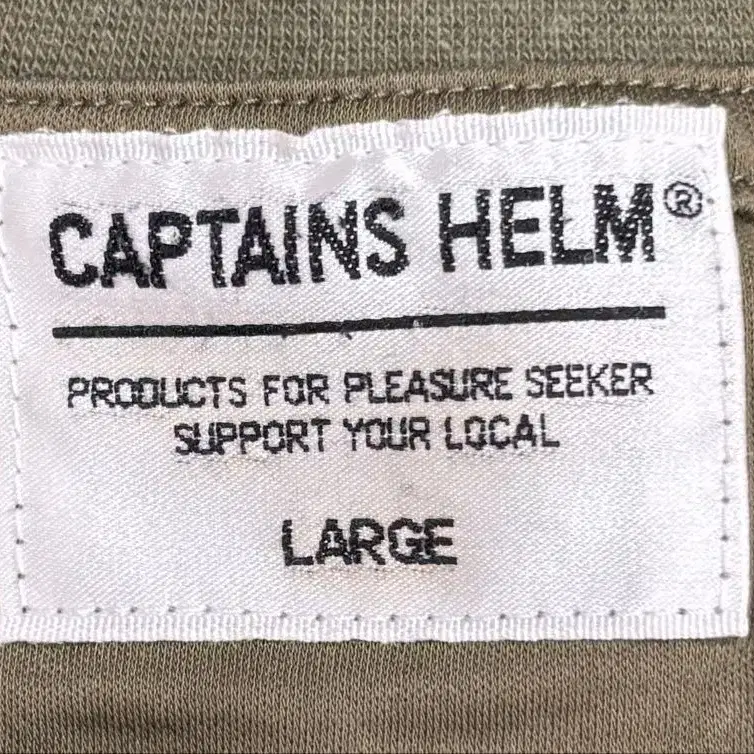 CAPTAINS HELM®
PRODUCTS FOR PLEASURE SEEKER
SUPPORT YOUR LOCAL
LARGE